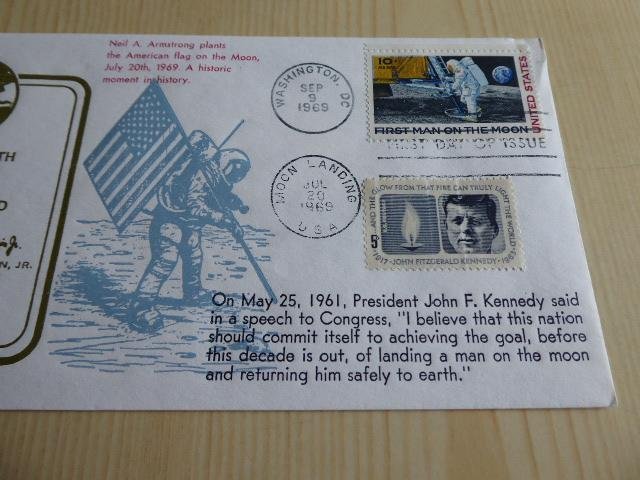 Neil A. Armstrong plants
the American flag on the Moon,
July 20th, 1969. A historic
moment in history.
WASHINGTON, DC
SEP
9
1969
10¢
FIRST MAN ON THE MOON
UNITED STATES
FIRST DAY OF ISSUE
MOON LANDING
JUL
20
1969
USA
AND THE GLOW FROM THAT FIRE CAN TRULY LIGHT THE WORLD
5¢
1917 · JOHN FITZGERALD KENNEDY · 1964
TH
D
N, JR.
On May 25, 1961, President John F. Kennedy said
in a speech to Congress, "I believe that this nation
should commit itself to achieving the goal, before
this decade is out, of landing a man on the moon
and returning him safely to earth."